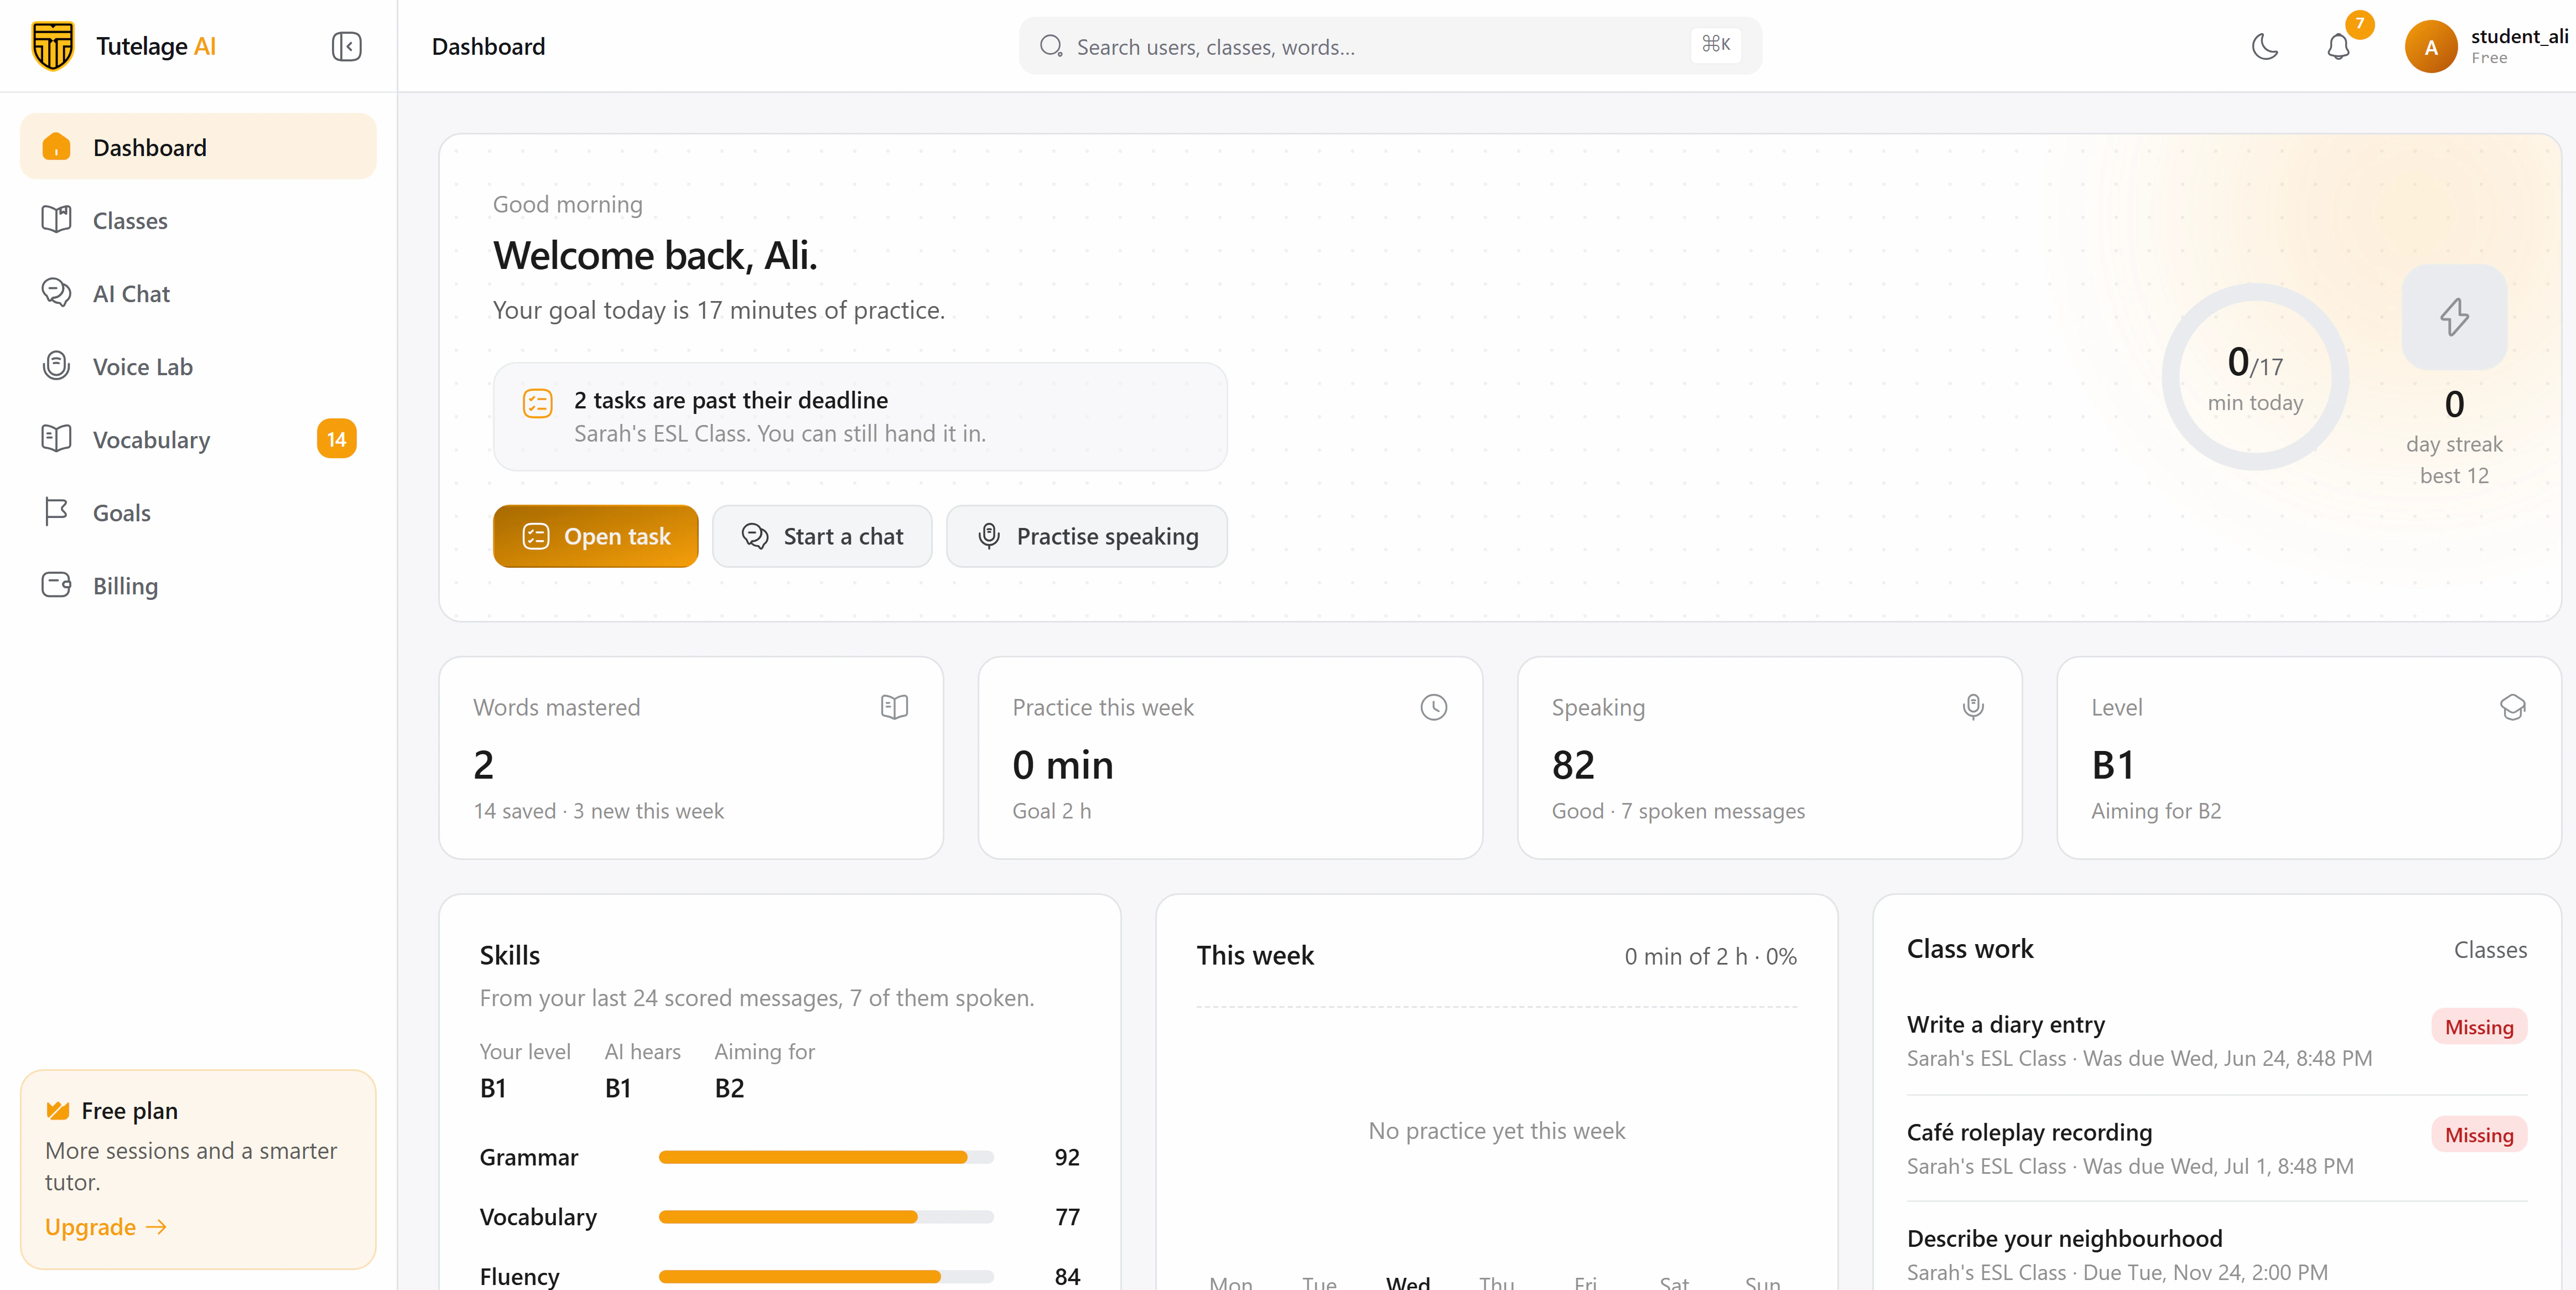 Tutelage AI
Dashboard
Search users, classes, words...
⌘K
7
A
student_ali
Free
Dashboard
Classes
AI Chat
Voice Lab
Vocabulary
14
Goals
Billing
Free plan
More sessions and a smarter
tutor.
Upgrade →
Good morning
Welcome back, Ali.
Your goal today is 17 minutes of practice.
2 tasks are past their deadline
Sarah's ESL Class. You can still hand it in.
Open task
Start a chat
Practise speaking
0/17
min today
0
day streak
best 12
Words mastered
2
14 saved · 3 new this week
Practice this week
0 min
Goal 2 h
Speaking
82
Good · 7 spoken messages
Level
B1
Aiming for B2
Skills
From your last 24 scored messages, 7 of them spoken.
Your level
B1
AI hears
B1
Aiming for
B2
Grammar
92
Vocabulary
77
Fluency
84
This week
0 min of 2 h · 0%
No practice yet this week
Mon Tue Wed Thu Fri Sat Sun
Class work
Classes
Write a diary entry
Missing
Sarah's ESL Class · Was due Wed, Jun 24, 8:48 PM
Café roleplay recording
Missing
Sarah's ESL Class · Was due Wed, Jul 1, 8:48 PM
Describe your neighbourhood
Sarah's ESL Class · Due Tue, Nov 24, 2:00 PM